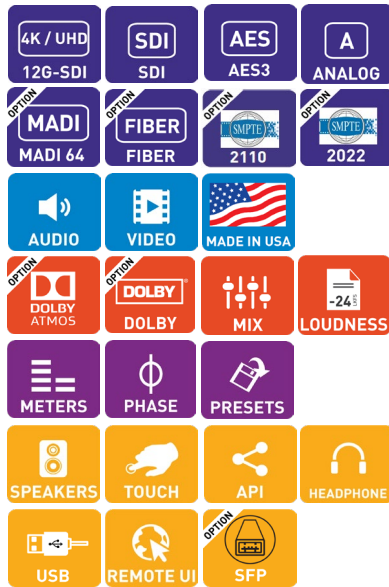 4K / UHD
12G-SDI
SDI
SDI
AES
AES3
A
ANALOG
OPTION
MADI
MADI 64
OPTION
FIBER
FIBER
OPTION
SMPTE
2110
OPTION
SMPTE
2022
AUDIO
VIDEO
MADE IN USA
OPTION
DOLBY
ATMOS
OPTION
DOLBY
DOLBY
MIX
-24 LKFS
LOUDNESS
METERS
PHASE
PRESETS
SPEAKERS
TOUCH
API
HEADPHONE
USB
REMOTE UI
OPTION
SFP